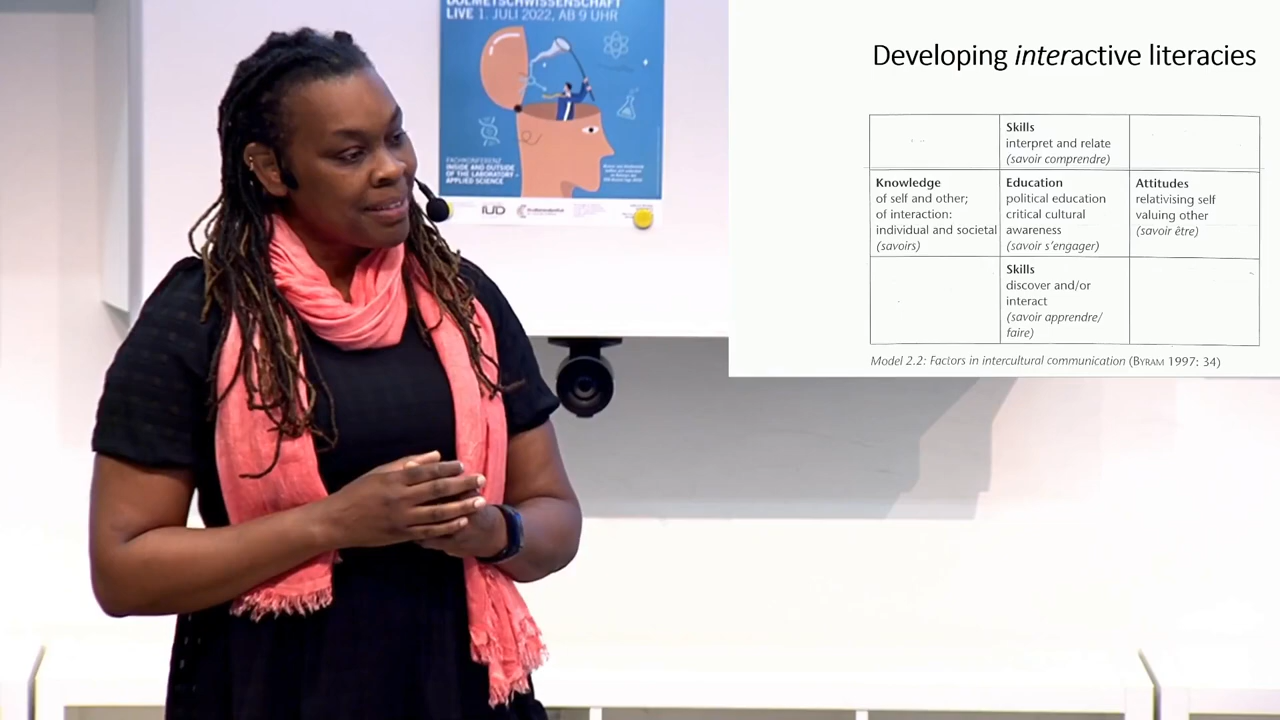 DOLMETSCHWISSENSCHAFT
LIVE 1. JULI 2022, AB 9 UHR
FACHKONFERENZ
INSIDE AND OUTSIDE
OF THE LABORATORY –
APPLIED SCIENCE
IUD
Developing interactive literacies
Skills
interpret and relate
(savoir comprendre)
Knowledge
of self and other;
of interaction:
individual and societal
(savoirs)
Education
political education
critical cultural
awareness
(savoir s'engager)
Attitudes
relativising self
valuing other
(savoir être)
Skills
discover and/or
interact
(savoir apprendre/
faire)
Model 2.2: Factors in intercultural communication (BYRAM 1997: 34)